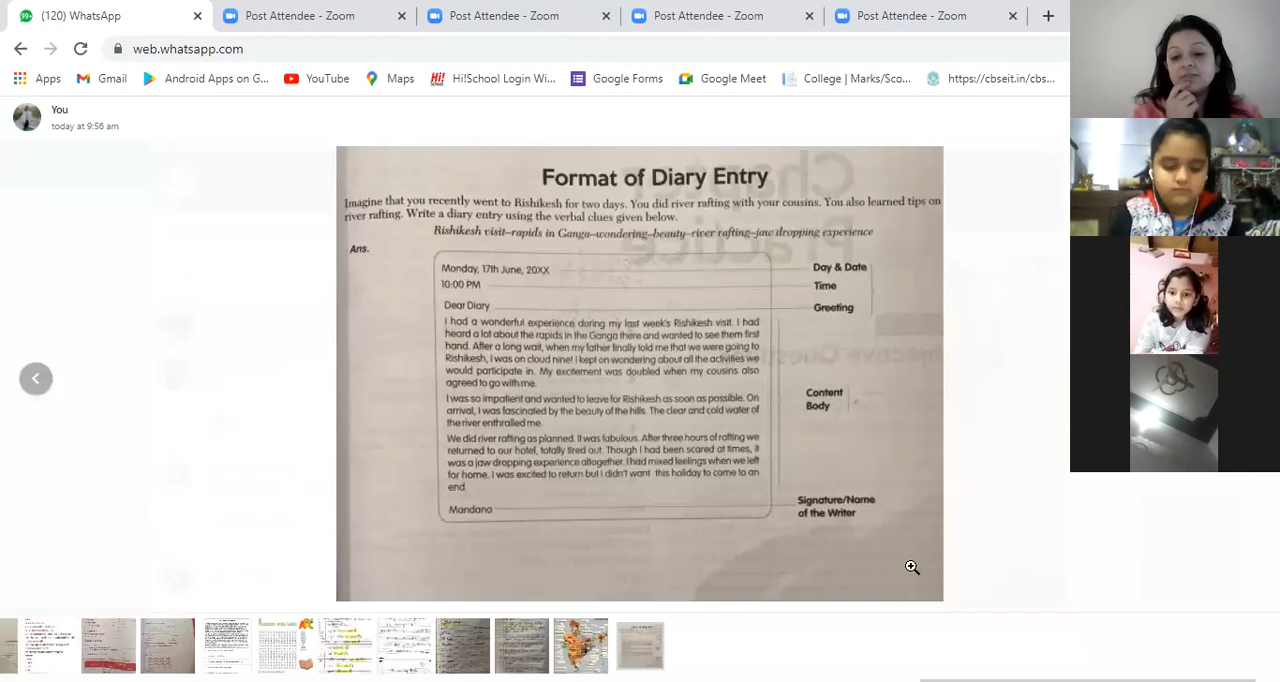 (120) WhatsApp
Post Attendee - Zoom
Post Attendee - Zoom
Post Attendee - Zoom
Post Attendee - Zoom
web.whatsapp.com
Apps
Gmail
Android Apps on G...
YouTube
Maps
Hi!School Login Wi...
Google Forms
Google Meet
College | Marks/Sco...
https://cbseit.in/cbs...
You
today at 9:56 am
Format of Diary Entry
Imagine that you recently went to Rishikesh for two days. You did river rafting with your cousins. You also learned tips on
river rafting. Write a diary entry using the verbal clues given below.
Rishikesh visit–rapids in Ganga–wondering–beauty–river rafting–jaw dropping experience
Ans.
Monday, 17th June, 20XX
Day & Date
10:00 PM
Time
Dear Diary
Greeting
I had a wonderful experience during my last week's Rishikesh visit. I had
heard a lot about the rapids in the Ganga there and wanted to see them first
hand. After a long wait, when my father finally told me that we were going to
Rishikesh, I was on cloud nine! I kept on wondering about all the activities we
would participate in. My excitement was doubled when my cousins also
agreed to go with me.
I was so impatient and wanted to leave for Rishikesh as soon as possible. On
arrival, I was fascinated by the beauty of the hills. The clear and cold water of
the river enthralled me.
We did river rafting as planned. It was fabulous. After three hours of rafting we
returned to our hotel, totally tired out. Though I had been scared at times, it
was a jaw dropping experience altogether. I had mixed feelings when we left
for home. I was excited to return but I didn't want this holiday to come to an
end.
Content
Body
Mandana
Signature/Name
of the Writer